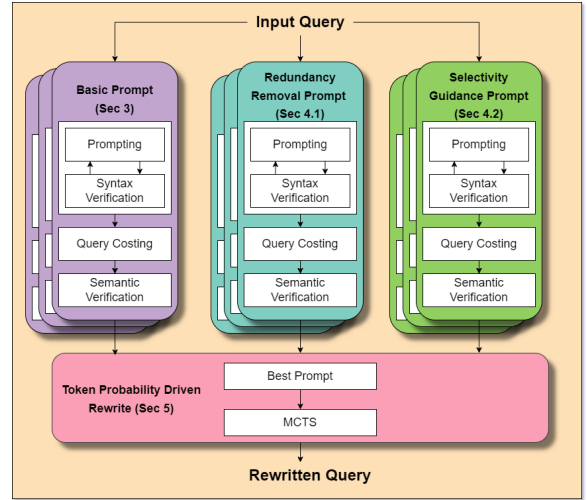 Input Query
Basic Prompt
(Sec 3)
Prompting
Syntax
Verification
Query Costing
Semantic
Verification
Redundancy
Removal Prompt
(Sec 4.1)
Prompting
Syntax
Verification
Query Costing
Semantic
Verification
Selectivity
Guidance Prompt
(Sec 4.2)
Prompting
Syntax
Verification
Query Costing
Semantic
Verification
Token Probability Driven
Rewrite (Sec 5)
Best Prompt
MCTS
Rewritten Query